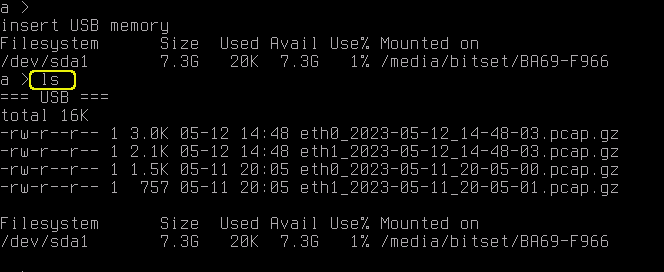 a >
insert USB memory
Filesystem      Size  Used Avail Use% Mounted on
/dev/sda1       7.3G   20K  7.3G   1% /media/bitset/BA69-F966
a > ls
=== USB ===
total 16K
-rw-r--r-- 1 3.0K 05-12 14:48 eth0_2023-05-12_14-48-03.pcap.gz
-rw-r--r-- 1 2.1K 05-12 14:48 eth1_2023-05-12_14-48-03.pcap.gz
-rw-r--r-- 1 1.5K 05-11 20:05 eth0_2023-05-11_20-05-00.pcap.gz
-rw-r--r-- 1  757 05-11 20:05 eth1_2023-05-11_20-05-01.pcap.gz
Filesystem      Size  Used Avail Use% Mounted on
/dev/sda1       7.3G   20K  7.3G   1% /media/bitset/BA69-F966